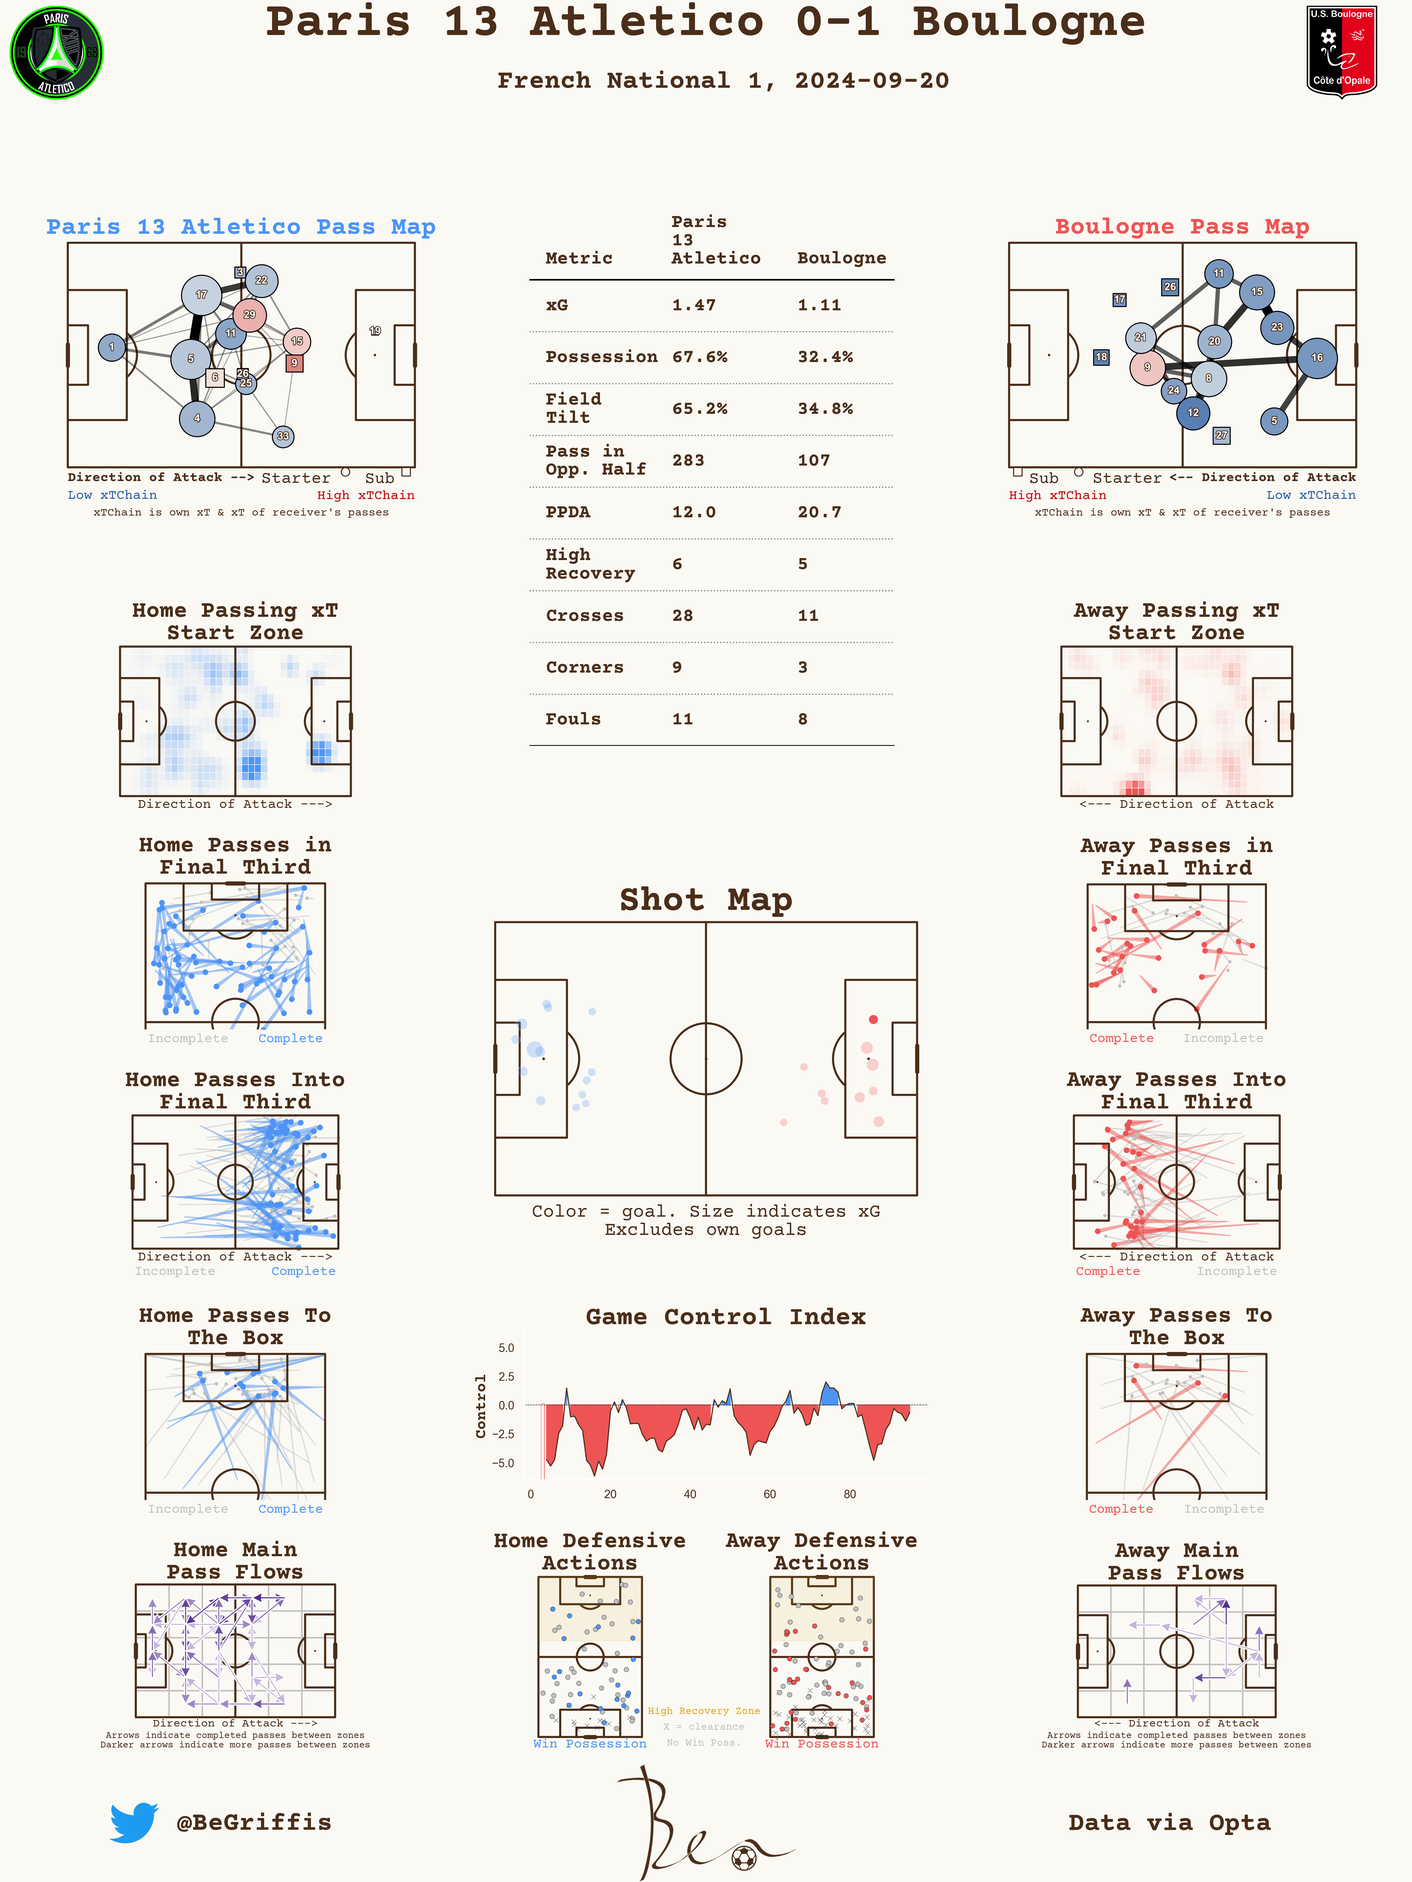 Paris 13 Atletico 0-1 Boulogne
French National 1, 2024-09-20
PARIS
19 68
ATLETICO
U.S. Boulogne
Côte d'Opale
Paris 13 Atletico Pass Map
3
22
17
29
11
15
19
1
5
9
6
26
25
4
33
Direction of Attack --> Starter Sub
Low xTChain High xTChain
xTChain is own xT & xT of receiver's passes
Metric Paris 13 Atletico Boulogne
xG 1.47 1.11
Possession 67.6% 32.4%
Field Tilt 65.2% 34.8%
Pass in Opp. Half 283 107
PPDA 12.0 20.7
High Recovery 6 5
Crosses 28 11
Corners 9 3
Fouls 11 8
Boulogne Pass Map
11
26
15
17
23
21
20
18
16
9
8
24
12
5
27
Sub Starter <-- Direction of Attack
High xTChain Low xTChain
xTChain is own xT & xT of receiver's passes
Home Passing xT
Start Zone
Direction of Attack --->
Away Passing xT
Start Zone
<--- Direction of Attack
Home Passes in
Final Third
Incomplete Complete
Away Passes in
Final Third
Complete Incomplete
Shot Map
Color = goal. Size indicates xG
Excludes own goals
Home Passes Into
Final Third
Direction of Attack --->
Incomplete Complete
Away Passes Into
Final Third
<--- Direction of Attack
Complete Incomplete
Home Passes To
The Box
Incomplete Complete
Game Control Index
Control
5.0
2.5
0.0
−2.5
−5.0
0 20 40 60 80
Away Passes To
The Box
Complete Incomplete
Home Main
Pass Flows
Direction of Attack --->
Arrows indicate completed passes between zones
Darker arrows indicate more passes between zones
Home Defensive
Actions
Win Possession
High Recovery Zone
X = clearance
No Win Poss.
Away Defensive
Actions
Win Possession
Away Main
Pass Flows
<--- Direction of Attack
Arrows indicate completed passes between zones
Darker arrows indicate more passes between zones
@BeGriffis
Ben
Data via Opta